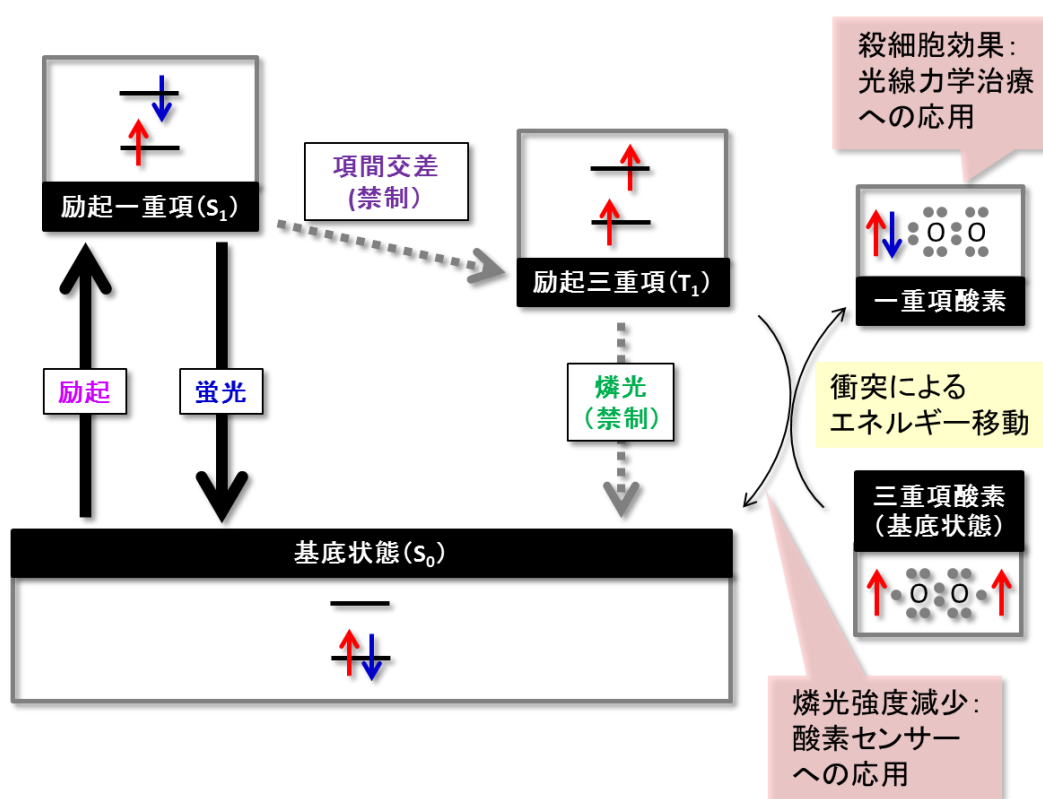 殺細胞効果:
光線力学治療
への応用
励起一重項(S₁)
項間交差
(禁制)
励起三重項(T₁)
O O
一重項酸素
励起
蛍光
燐光
(禁制)
衝突による
エネルギー移動
三重項酸素
(基底状態)
O O
基底状態(S₀)
燐光強度減少:
酸素センサー
への応用